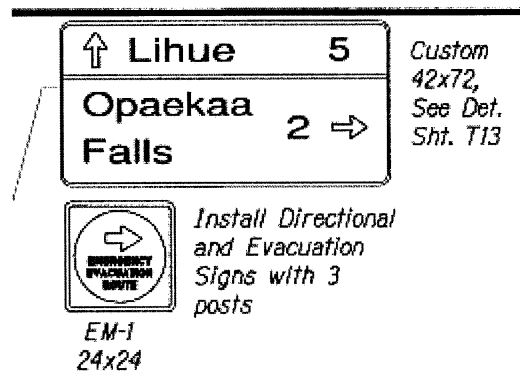 Lihue 5
Opaekaa
Falls
2
Custom
42x72,
See Det.
Sht. T13
EMERGENCY
EVACUATION
ROUTE
Install Directional
and Evacuation
Signs with 3
posts
EM-1
24x24